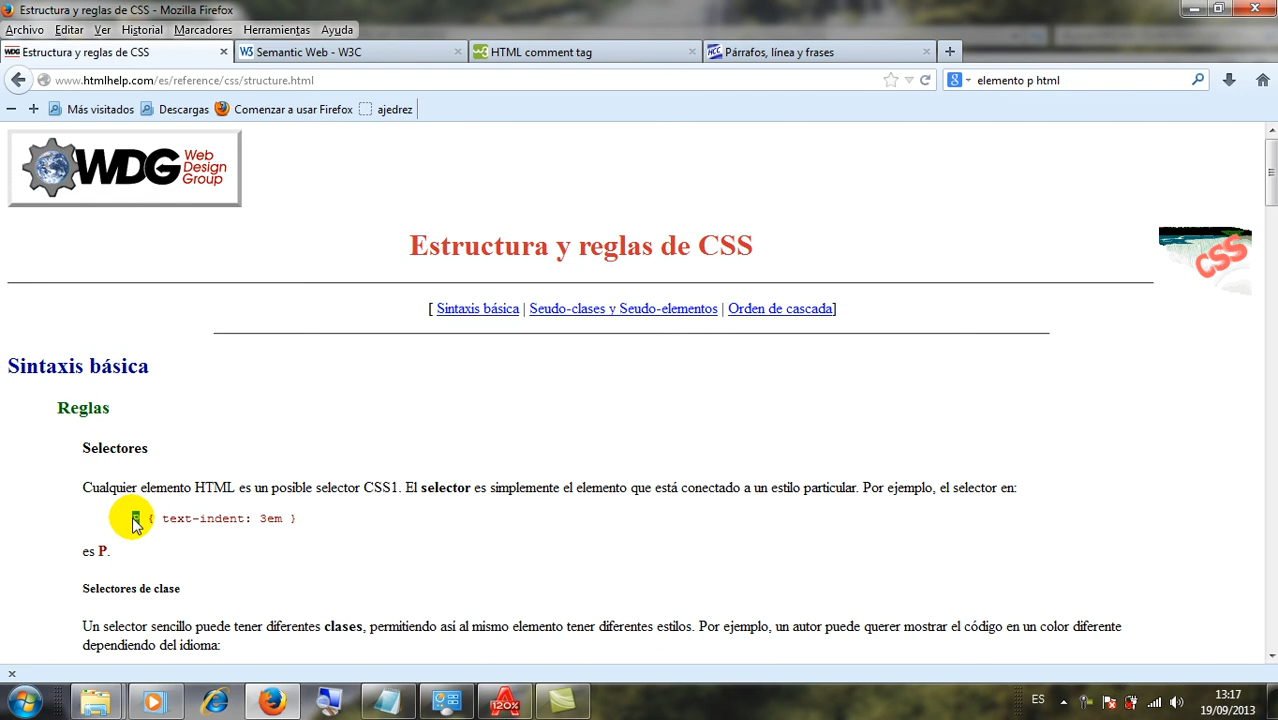 Estructura y reglas de CSS - Mozilla Firefox
Archivo Editar Ver Historial Marcadores Herramientas Ayuda
WDG Estructura y reglas de CSS
W3C Semantic Web - W3C
w3 HTML comment tag
HCC Párrafos, línea y frases
www.htmlhelp.com/es/reference/css/structure.html
elemento p html
Más visitados Descargas Comenzar a usar Firefox ajedrez
WDG Web Design Group
Estructura y reglas de CSS
CSS
[ Sintaxis básica | Seudo-clases y Seudo-elementos | Orden de cascada]
Sintaxis básica
Reglas
Selectores
Cualquier elemento HTML es un posible selector CSS1. El selector es simplemente el elemento que está conectado a un estilo particular. Por ejemplo, el selector en:
P { text-indent: 3em }
es P.
Selectores de clase
Un selector sencillo puede tener diferentes clases, permitiendo asi al mismo elemento tener diferentes estilos. Por ejemplo, un autor puede querer mostrar el código en un color diferente
dependiendo del idioma:
120%
ES
13:17
19/09/2013